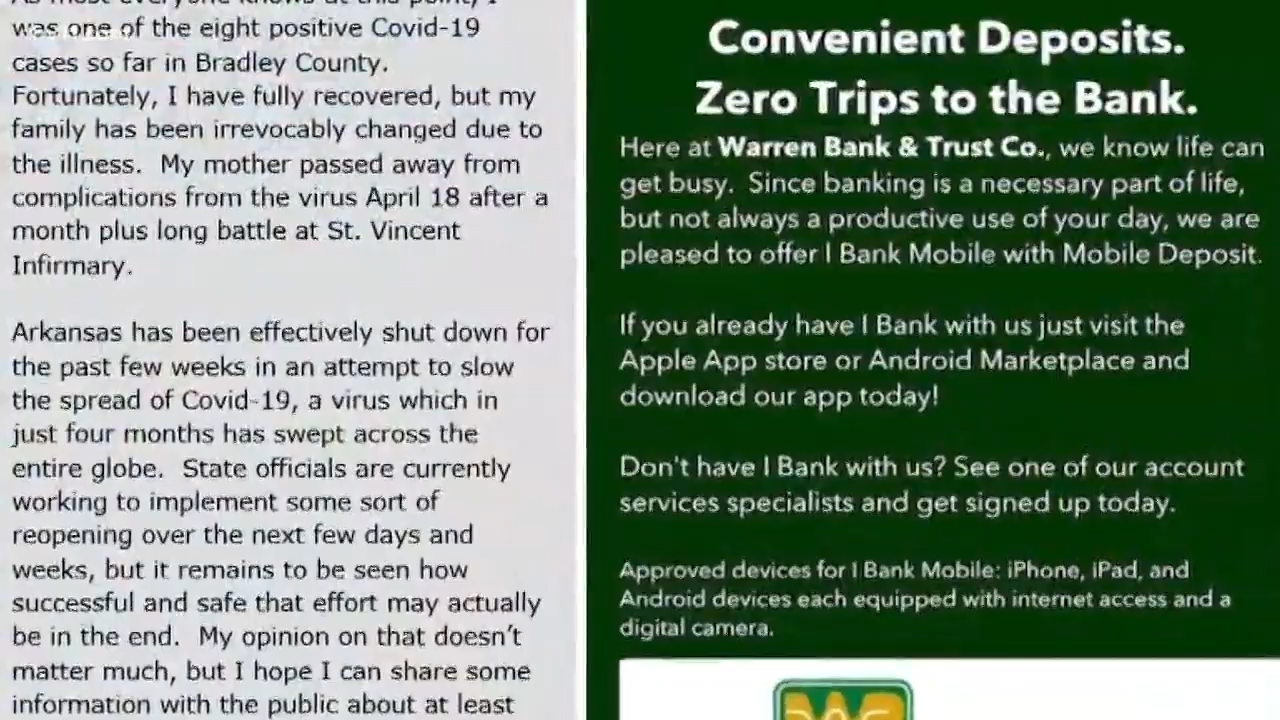 As most everyone knows at this point, I
was one of the eight positive Covid-19
cases so far in Bradley County.
Fortunately, I have fully recovered, but my
family has been irrevocably changed due to
the illness.  My mother passed away from
complications from the virus April 18 after a
month plus long battle at St. Vincent
Infirmary.
Arkansas has been effectively shut down for
the past few weeks in an attempt to slow
the spread of Covid-19, a virus which in
just four months has swept across the
entire globe.  State officials are currently
working to implement some sort of
reopening over the next few days and
weeks, but it remains to be seen how
successful and safe that effort may actually
be in the end.  My opinion on that doesn't
matter much, but I hope I can share some
information with the public about at least
Convenient Deposits.
Zero Trips to the Bank.
Here at Warren Bank & Trust Co., we know life can
get busy.  Since banking is a necessary part of life,
but not always a productive use of your day, we are
pleased to offer I Bank Mobile with Mobile Deposit.
If you already have I Bank with us just visit the
Apple App store or Android Marketplace and
download our app today!
Don't have I Bank with us? See one of our account
services specialists and get signed up today.
Approved devices for I Bank Mobile: iPhone, iPad, and
Android devices each equipped with internet access and a
digital camera.